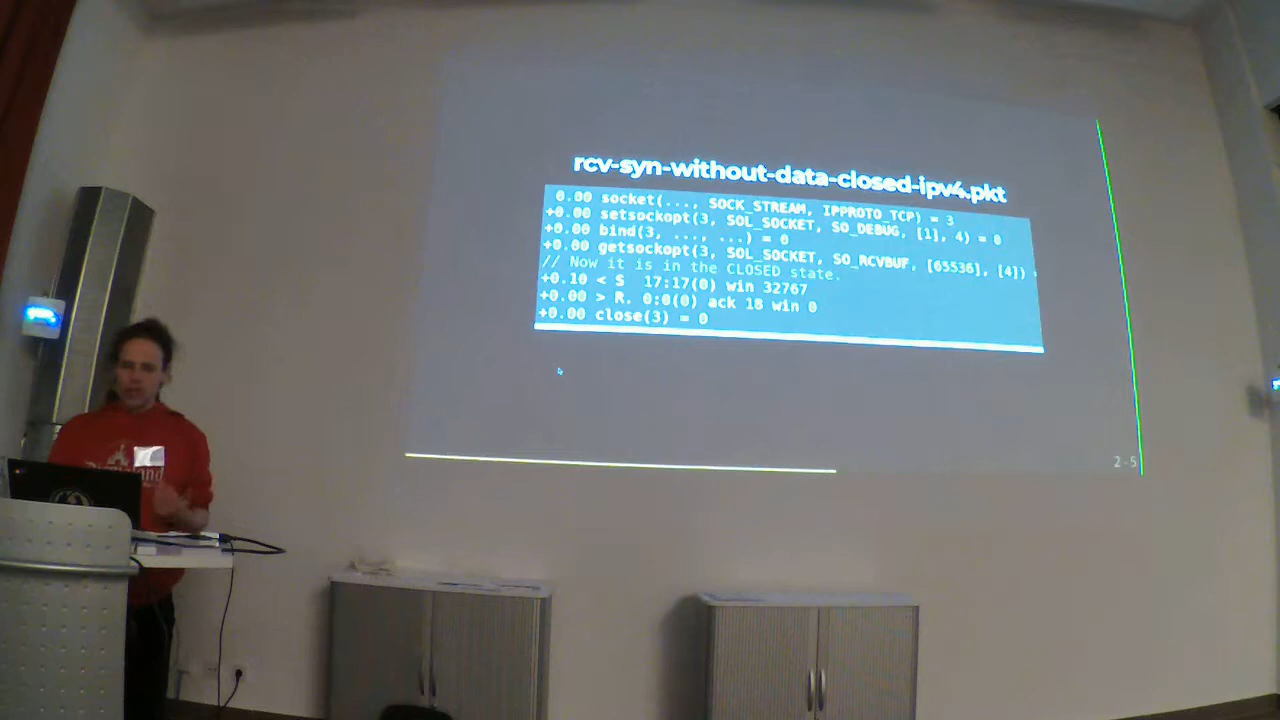 rcv-syn-without-data-closed-ipv4.pkt
0.00 socket(..., SOCK_STREAM, IPPROTO_TCP) = 3
+0.00 setsockopt(3, SOL_SOCKET, SO_DEBUG, [1], 4) = 0
+0.00 bind(3, ..., ...) = 0
+0.00 getsockopt(3, SOL_SOCKET, SO_RCVBUF, [65536], [4])
// Now it is in the CLOSED state.
+0.10 < S 17:17(0) win 32767
+0.00 > R. 0:0(0) ack 18 win 0
+0.00 close(3) = 0
2-5